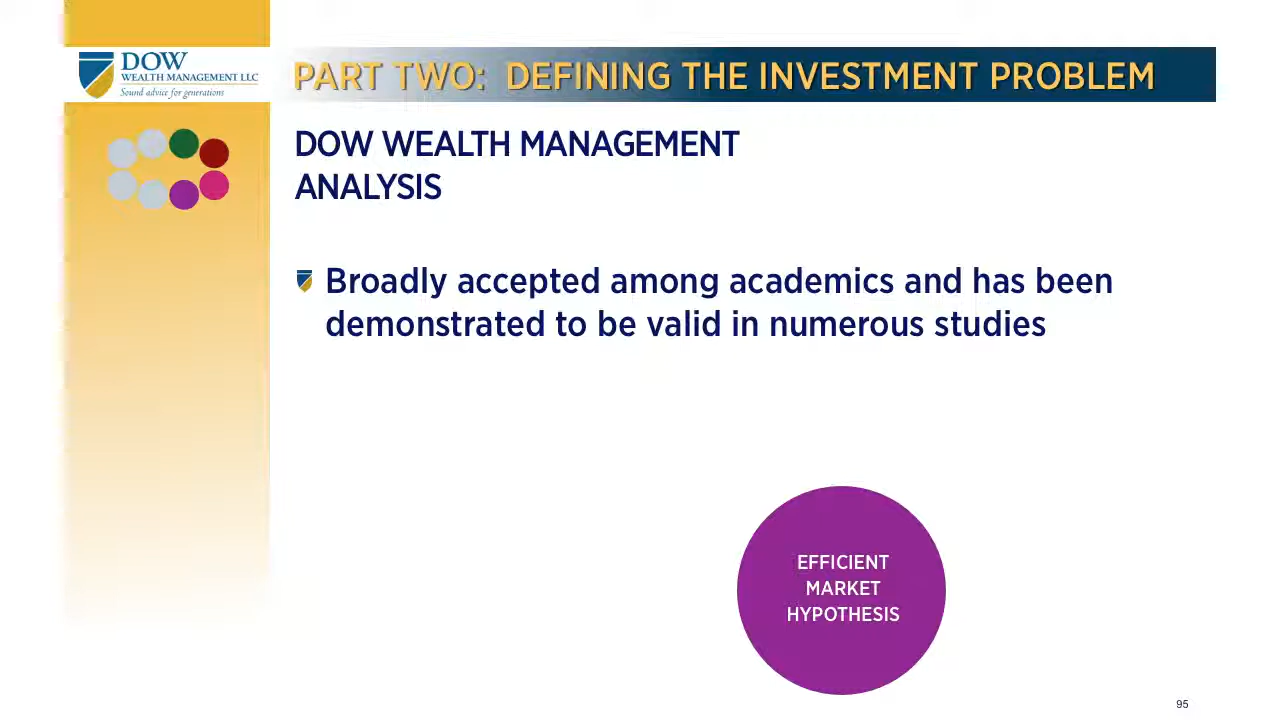 DOW
WEALTH MANAGEMENT LLC
Sound advice for generations
PART TWO: DEFINING THE INVESTMENT PROBLEM
DOW WEALTH MANAGEMENT
ANALYSIS
Broadly accepted among academics and has been
demonstrated to be valid in numerous studies
EFFICIENT
MARKET
HYPOTHESIS
95